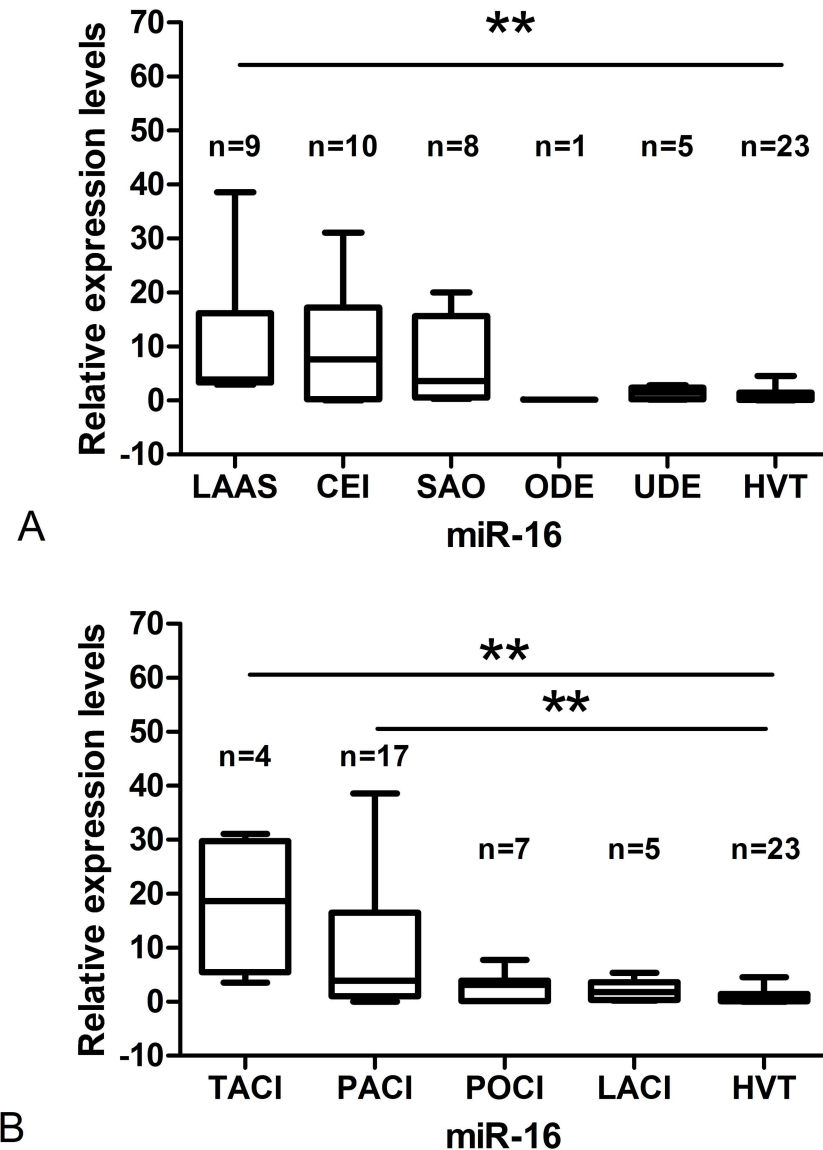 70
**
60
50
n=9 n=10 n=8 n=1 n=5 n=23
40
30
20
10
0
-10
Relative expression levels
LAAS CEI SAO ODE UDE HVT
miR-16
A
70
**
60
**
50
n=4 n=17
40
30
n=7 n=5 n=23
20
10
0
-10
Relative expression levels
TACI PACI POCI LACI HVT
miR-16
B